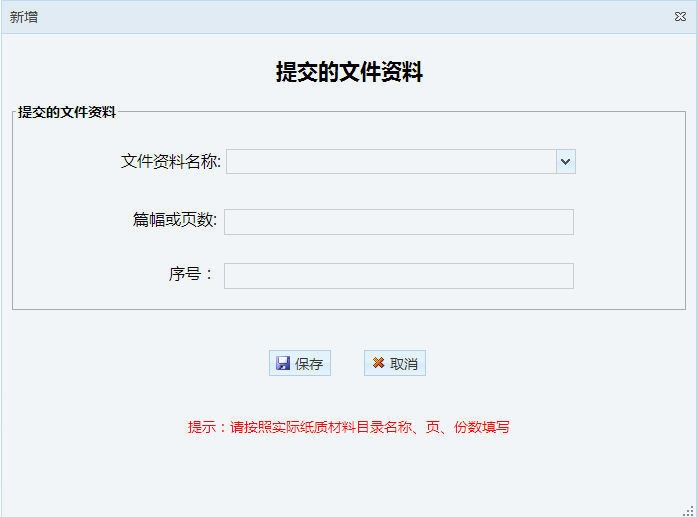 新增
提交的文件资料
提交的文件资料
文件资料名称:
篇幅或页数:
序号：
保存 取消
提示：请按照实际纸质材料目录名称、页、份数填写